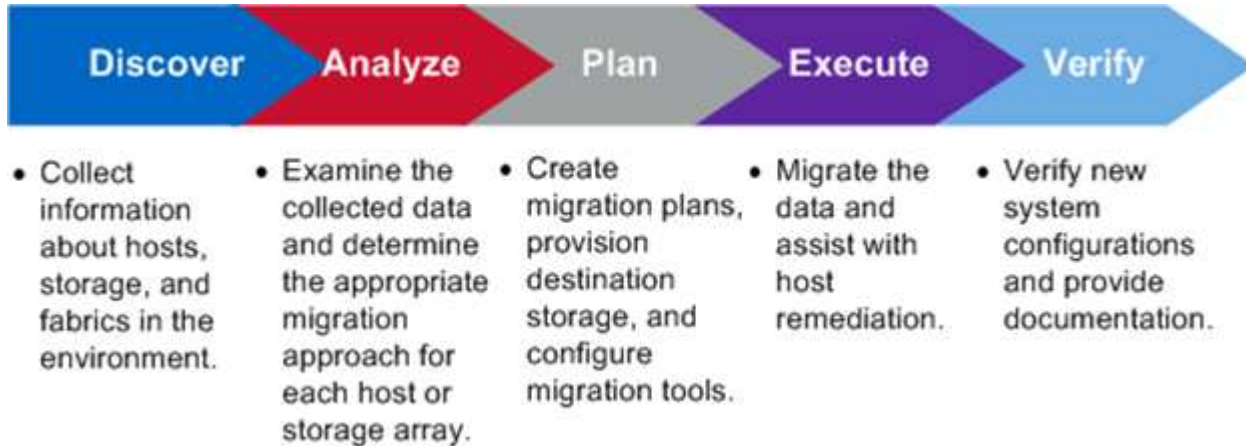 Discover Analyze Plan Execute Verify
• Collect
information
about hosts,
storage, and
fabrics in the
environment.
• Examine the
collected data
and determine
the appropriate
migration
approach for
each host or
storage array.
• Create
migration plans,
provision
destination
storage, and
configure
migration tools.
• Migrate the
data and
assist with
host
remediation.
• Verify new
system
configurations
and provide
documentation.